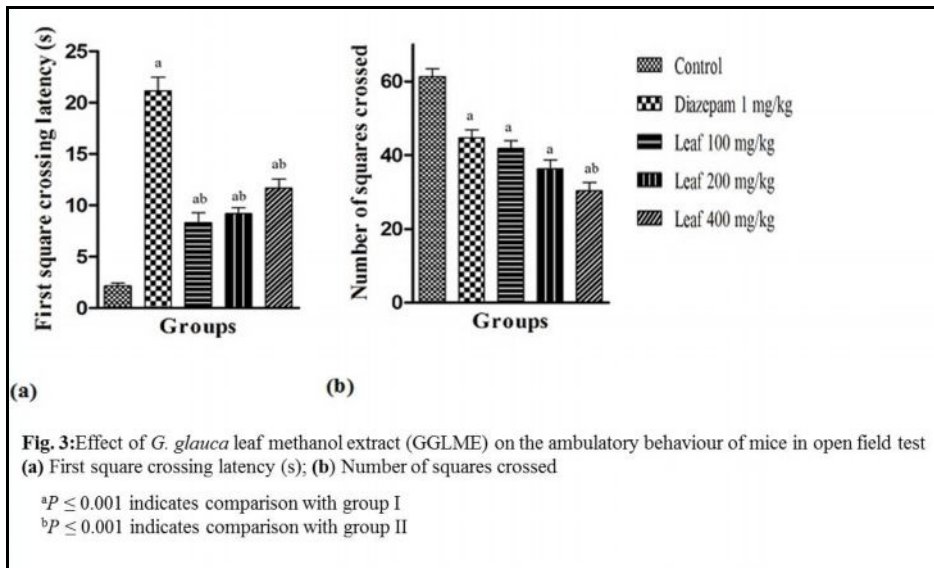 First square crossing latency (s)
25
20
15
10
5
0
a
ab
ab
ab
Groups
(a)
Number of squares crossed
60
40
20
0
a
a
a
ab
Groups
(b)
Control
Diazepam 1 mg/kg
Leaf 100 mg/kg
Leaf 200 mg/kg
Leaf 400 mg/kg
Fig. 3:Effect of G. glauca leaf methanol extract (GGLME) on the ambulatory behaviour of mice in open field test
(a) First square crossing latency (s); (b) Number of squares crossed
ᵃP ≤ 0.001 indicates comparison with group I
ᵇP ≤ 0.001 indicates comparison with group II